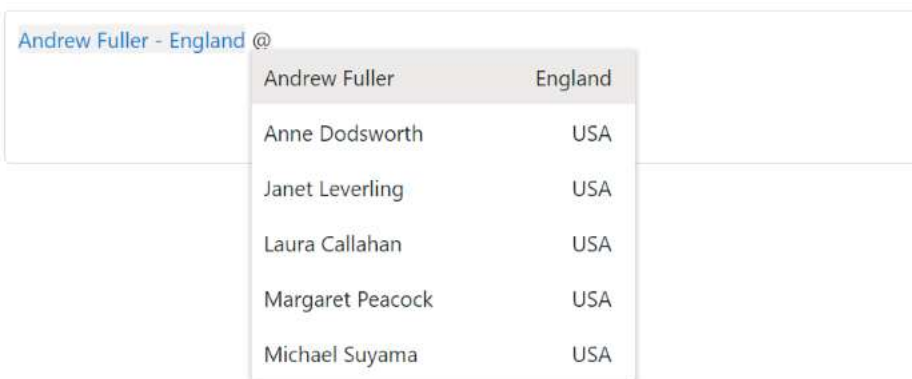 Andrew Fuller - England @
Andrew Fuller England
Anne Dodsworth USA
Janet Leverling USA
Laura Callahan USA
Margaret Peacock USA
Michael Suyama USA